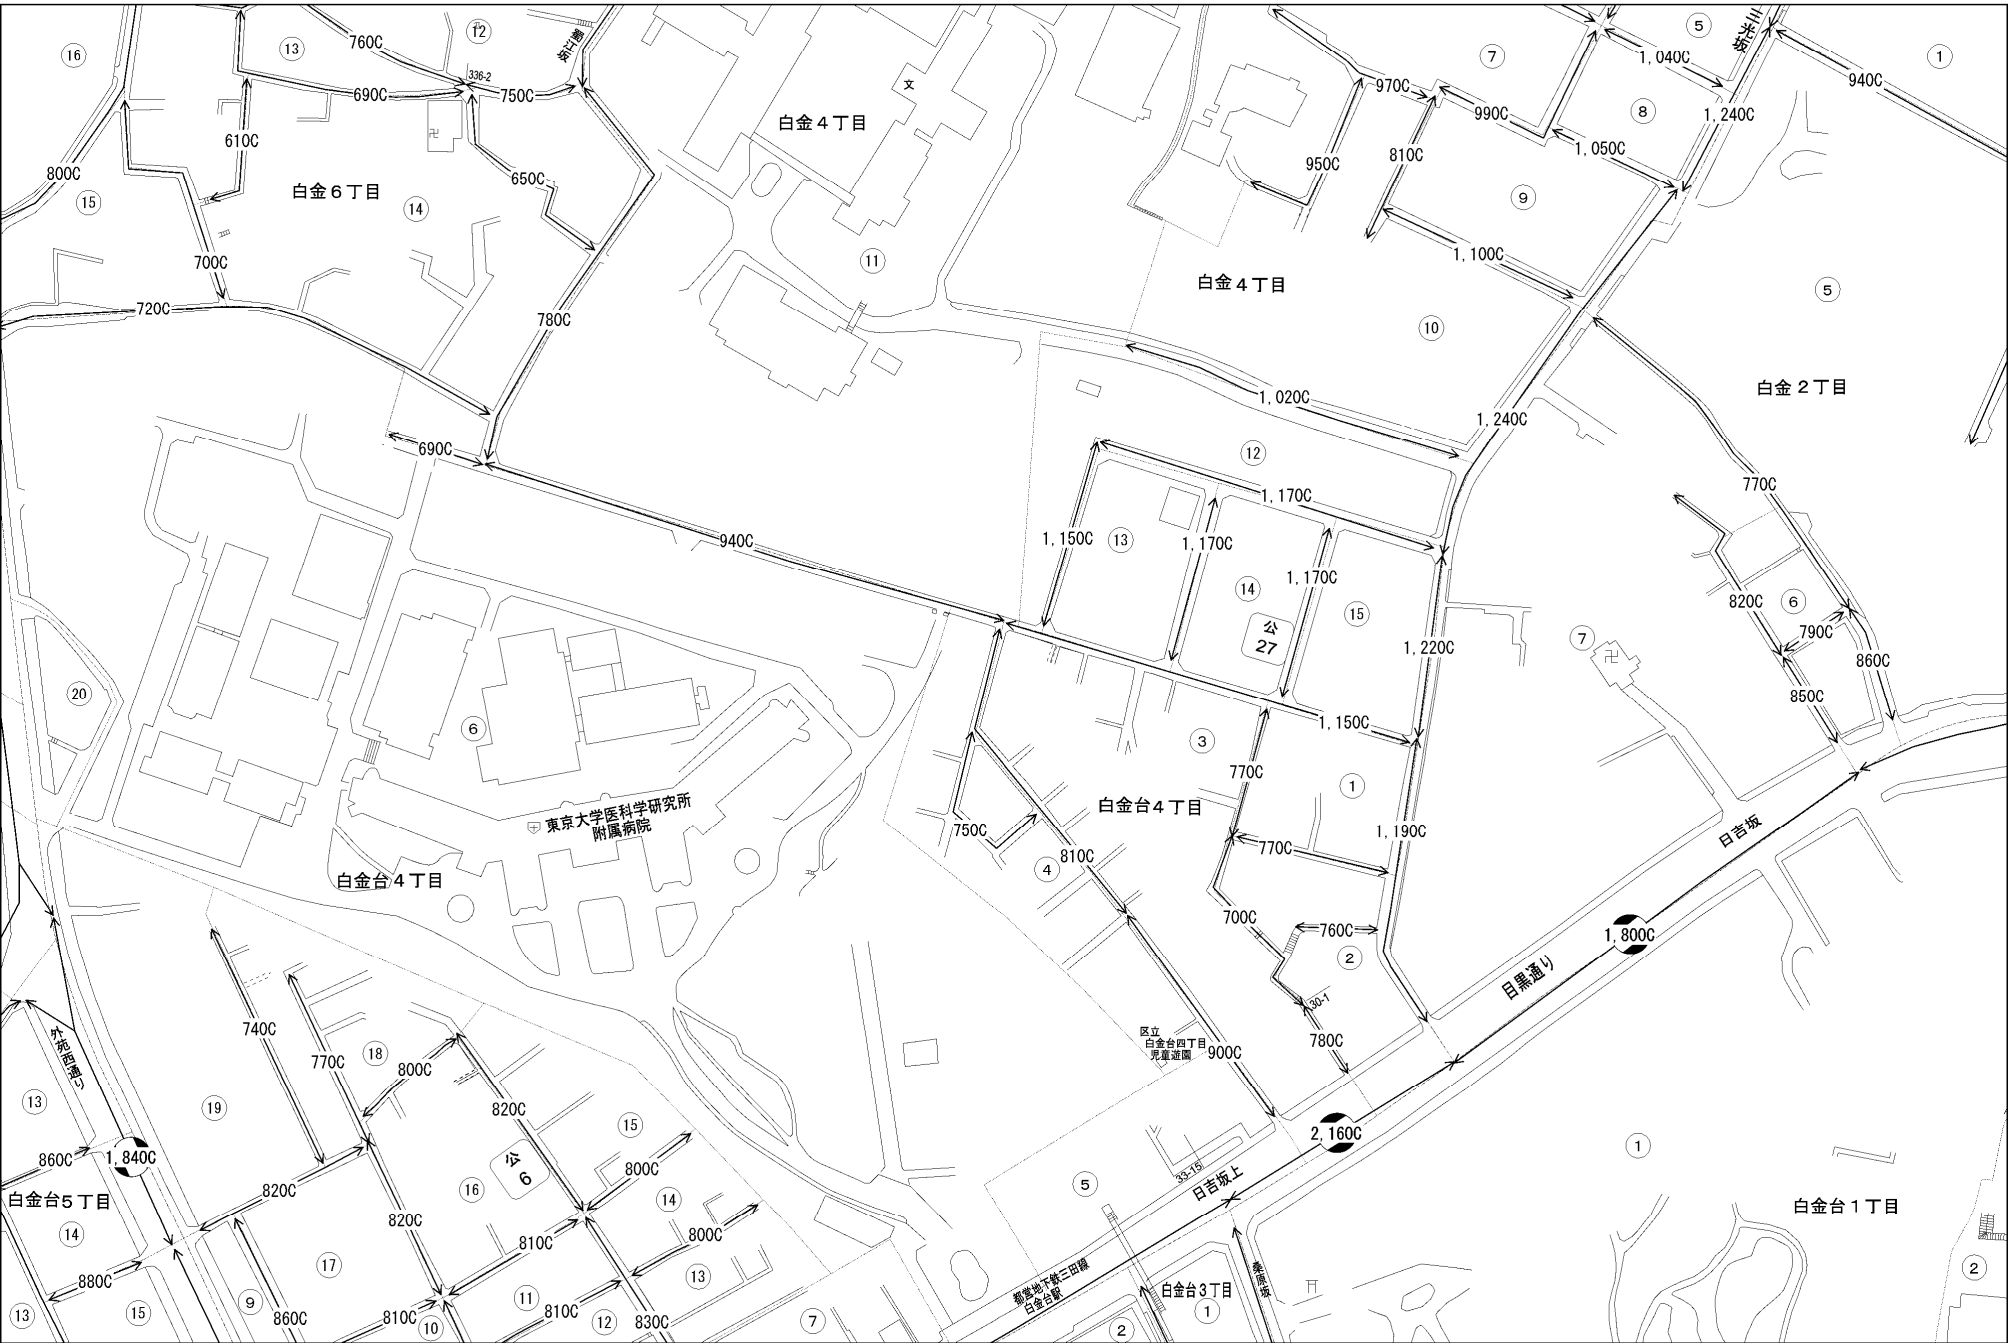 16
13
760C
12
蜀江坂
336-2
690C
750C
文
白金4丁目
7
5
三光坂
1,040C
1
940C
970C
990C
8
1,240C
610C
卍
800C
15
白金6丁目
14
650C
950C
810C
1,050C
9
700C
11
1,100C
白金4丁目
5
720C
780C
10
白金2丁目
1,020C
1,240C
690C
12
770C
1,170C
940C
1,150C
13
1,170C
1,170C
14
15
公
27
820C
6
790C
7
卍
1,220C
860C
850C
20
6
3
1,150C
770C
1
白金台4丁目
東京大学医科学研究所
附属病院
750C
810C
4
770C
1,190C
日吉坂
白金台4丁目
700C
760C
2
1,800C
目黒通り
740C
30-1
区立
白金台四丁目
児童遊園
900C
780C
外苑西通り
770C
18
800C
820C
13
19
15
2,160C
1
860C
1,840C
公
6
800C
33-15
日吉坂上
白金台5丁目
820C
16
14
5
白金台1丁目
14
820C
810C
800C
880C
17
13
都営地下鉄三田線
白金台駅
白金台3丁目
桑原坂
2
13
15
9
860C
810C
10
11
810C
12
830C
7
2
1